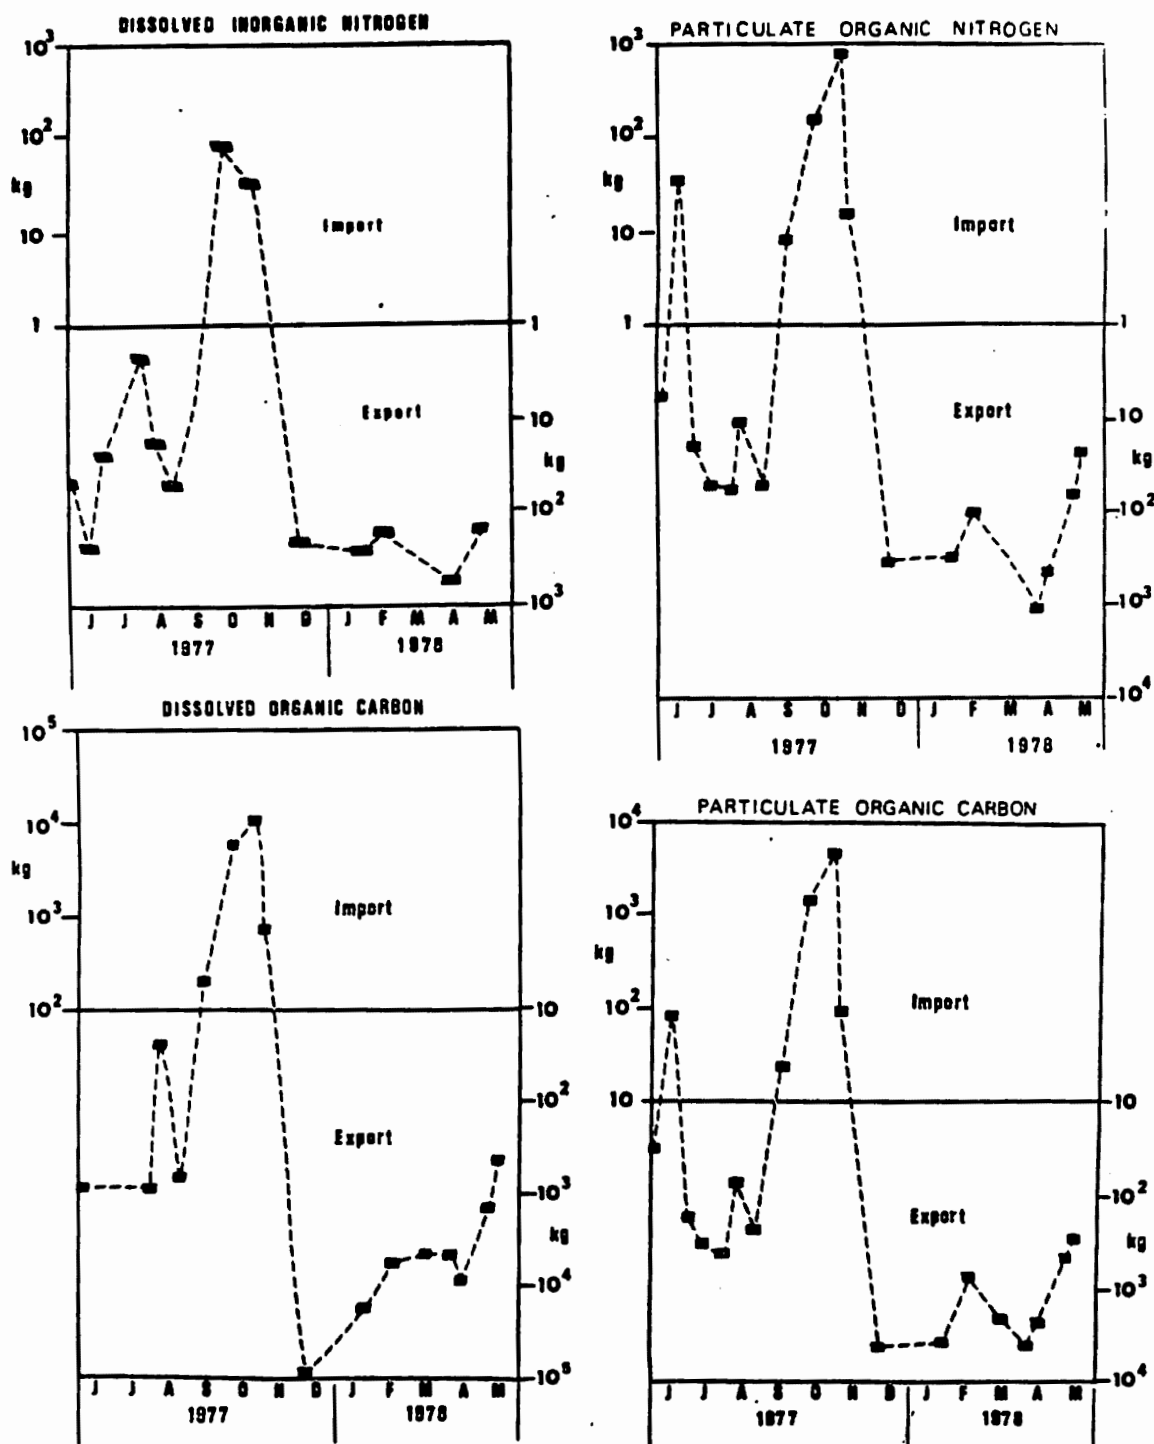 DISSOLVED INORGANIC NITROGEN
10³
10²
kg
10
1
Import
1
Export
10
kg
10²
10³
J J A S O N D J F M A M
1977 1978
PARTICULATE ORGANIC NITROGEN
10³
10²
kg
10
1
Import
1
Export
10
kg
10²
10³
10⁴
J J A S O N D J F M A M
1977 1978
DISSOLVED ORGANIC CARBON
10⁵
10⁴
kg
10³
10²
Import
10
10²
Export
10³
kg
10⁴
10⁵
J J A S O N D J F M A M
1977 1978
PARTICULATE ORGANIC CARBON
10⁴
10³
kg
10²
10
Import
10
10²
Export
kg
10³
10⁴
J J A S O N D J F M A M
1977 1978